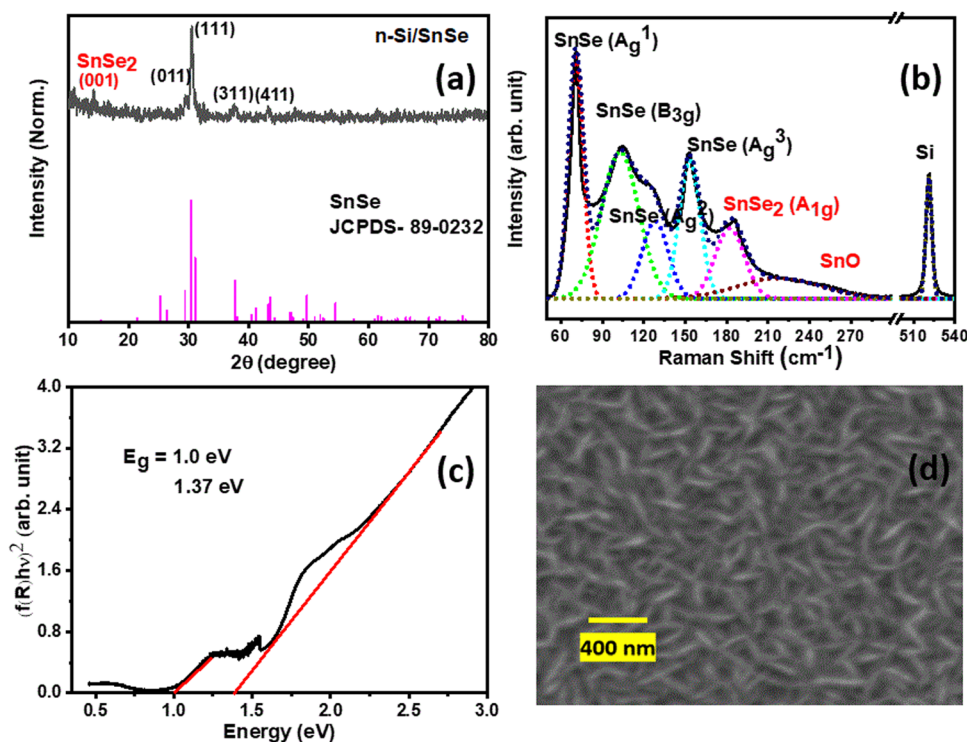 (111)
n-Si/SnSe
SnSe2
(001)
(011)
(311)
(411)
(a)
Intensity (Norm.)
SnSe
JCPDS- 89-0232
10 20 30 40 50 60 70 80
2θ (degree)
SnSe (Ag¹)
(b)
SnSe (B₃g)
SnSe (Ag³)
Si
SnSe (Ag²)
SnSe₂ (A₁g)
SnO
Intensity (arb. unit)
60 90 120 150 180 210 240 270 510 540
Raman Shift (cm⁻¹)
4.0
3.2
2.4
1.6
0.8
0.0
Eg = 1.0 eV
1.37 eV
(c)
(f(R)hν)² (arb. unit)
0.5 1.0 1.5 2.0 2.5 3.0
Energy (eV)
(d)
400 nm